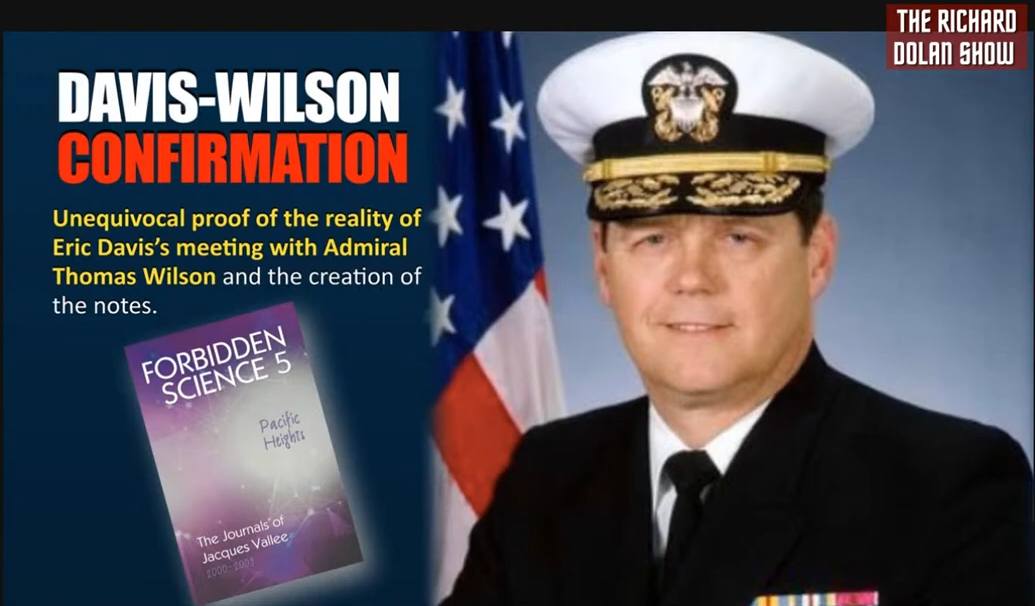 THE RICHARD
DOLAN SHOW
DAVIS-WILSON
CONFIRMATION
Unequivocal proof of the reality of
Eric Davis's meeting with Admiral
Thomas Wilson and the creation of
the notes.
FORBIDDEN
SCIENCE 5
Pacific
Heights
The Journals of
Jacques Vallee